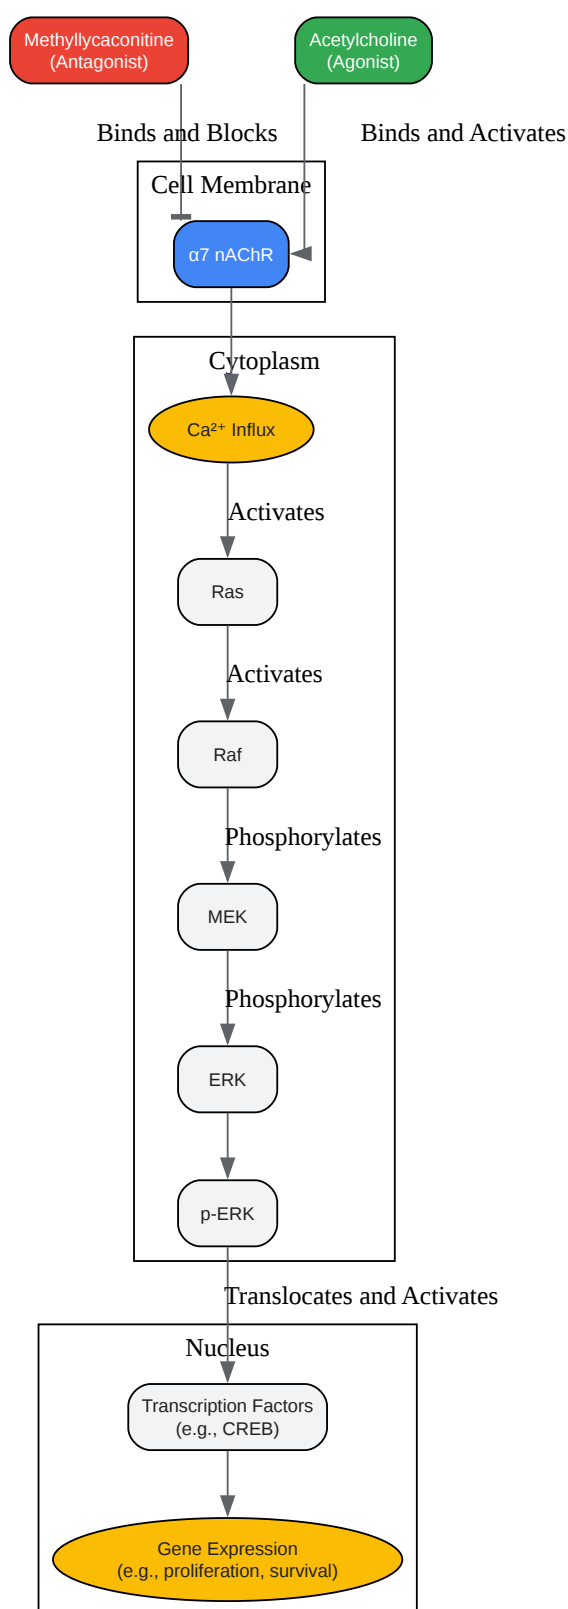 Methyllycaconitine
(Antagonist)
Acetylcholine
(Agonist)
Binds and Blocks
Binds and Activates
Cell Membrane
α7 nAChR
Cytoplasm
Ca²⁺ Influx
Activates
Ras
Activates
Raf
Phosphorylates
MEK
Phosphorylates
ERK
p-ERK
Translocates and Activates
Nucleus
Transcription Factors
(e.g., CREB)
Gene Expression
(e.g., proliferation, survival)